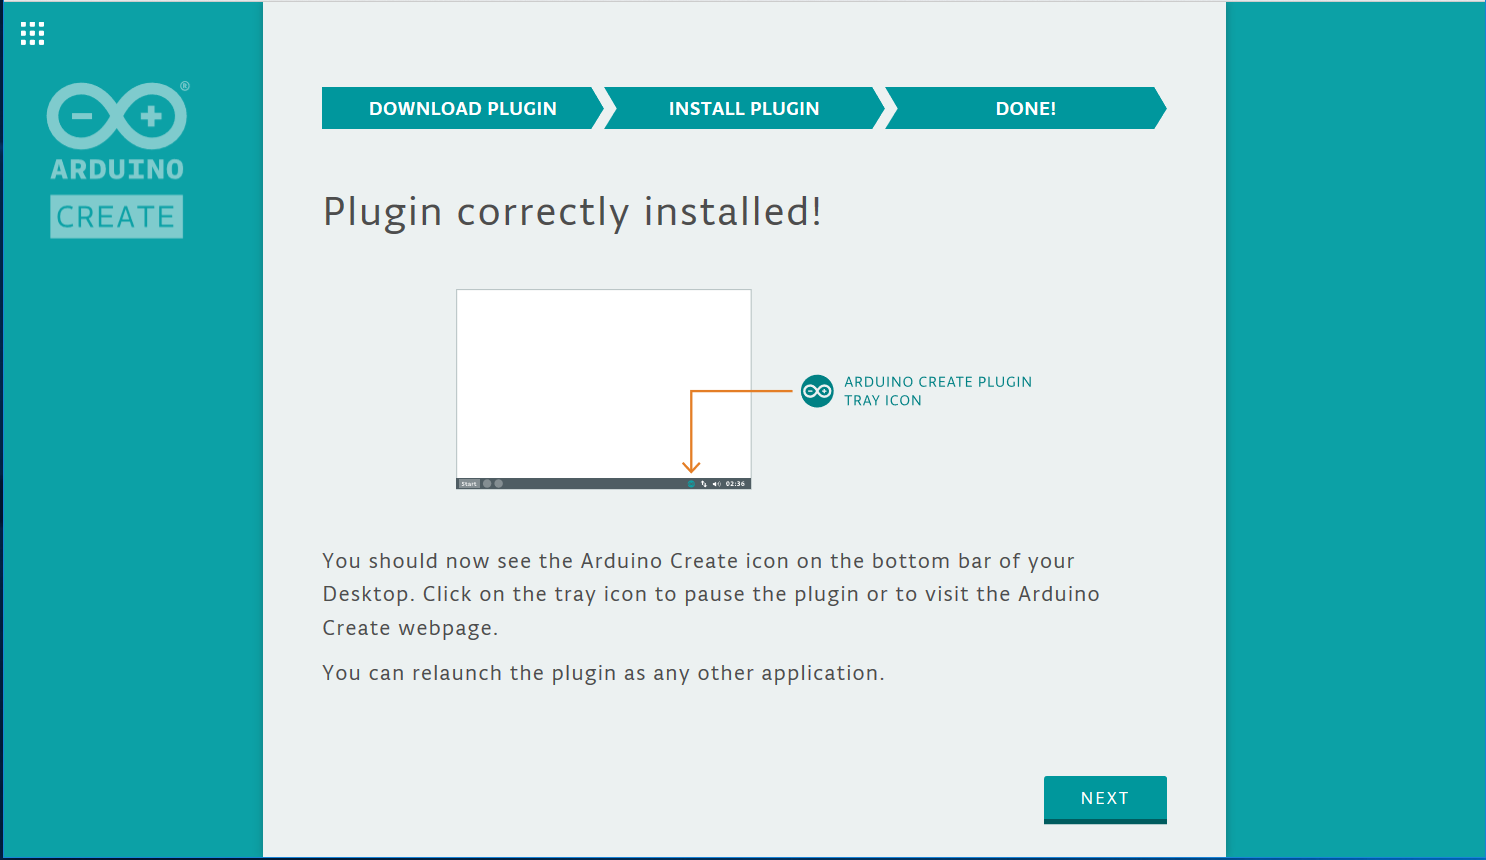 ®
ARDUINO
CREATE
DOWNLOAD PLUGIN
INSTALL PLUGIN
DONE!
Plugin correctly installed!
ARDUINO CREATE PLUGIN
TRAY ICON
Start
02:36
You should now see the Arduino Create icon on the bottom bar of your
Desktop. Click on the tray icon to pause the plugin or to visit the Arduino
Create webpage.
You can relaunch the plugin as any other application.
NEXT